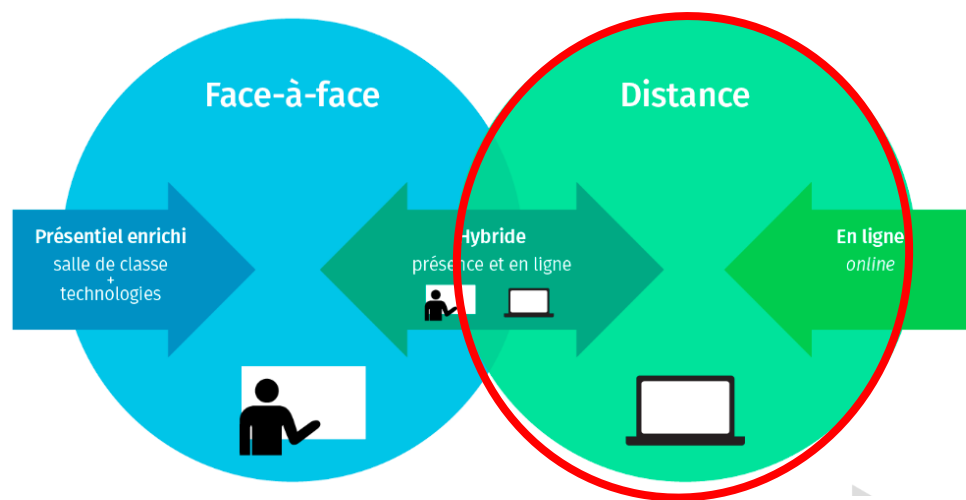 Face-à-face
Distance
Présentiel enrichi
salle de classe
+
technologies
Hybride
présence et en ligne
En ligne
online